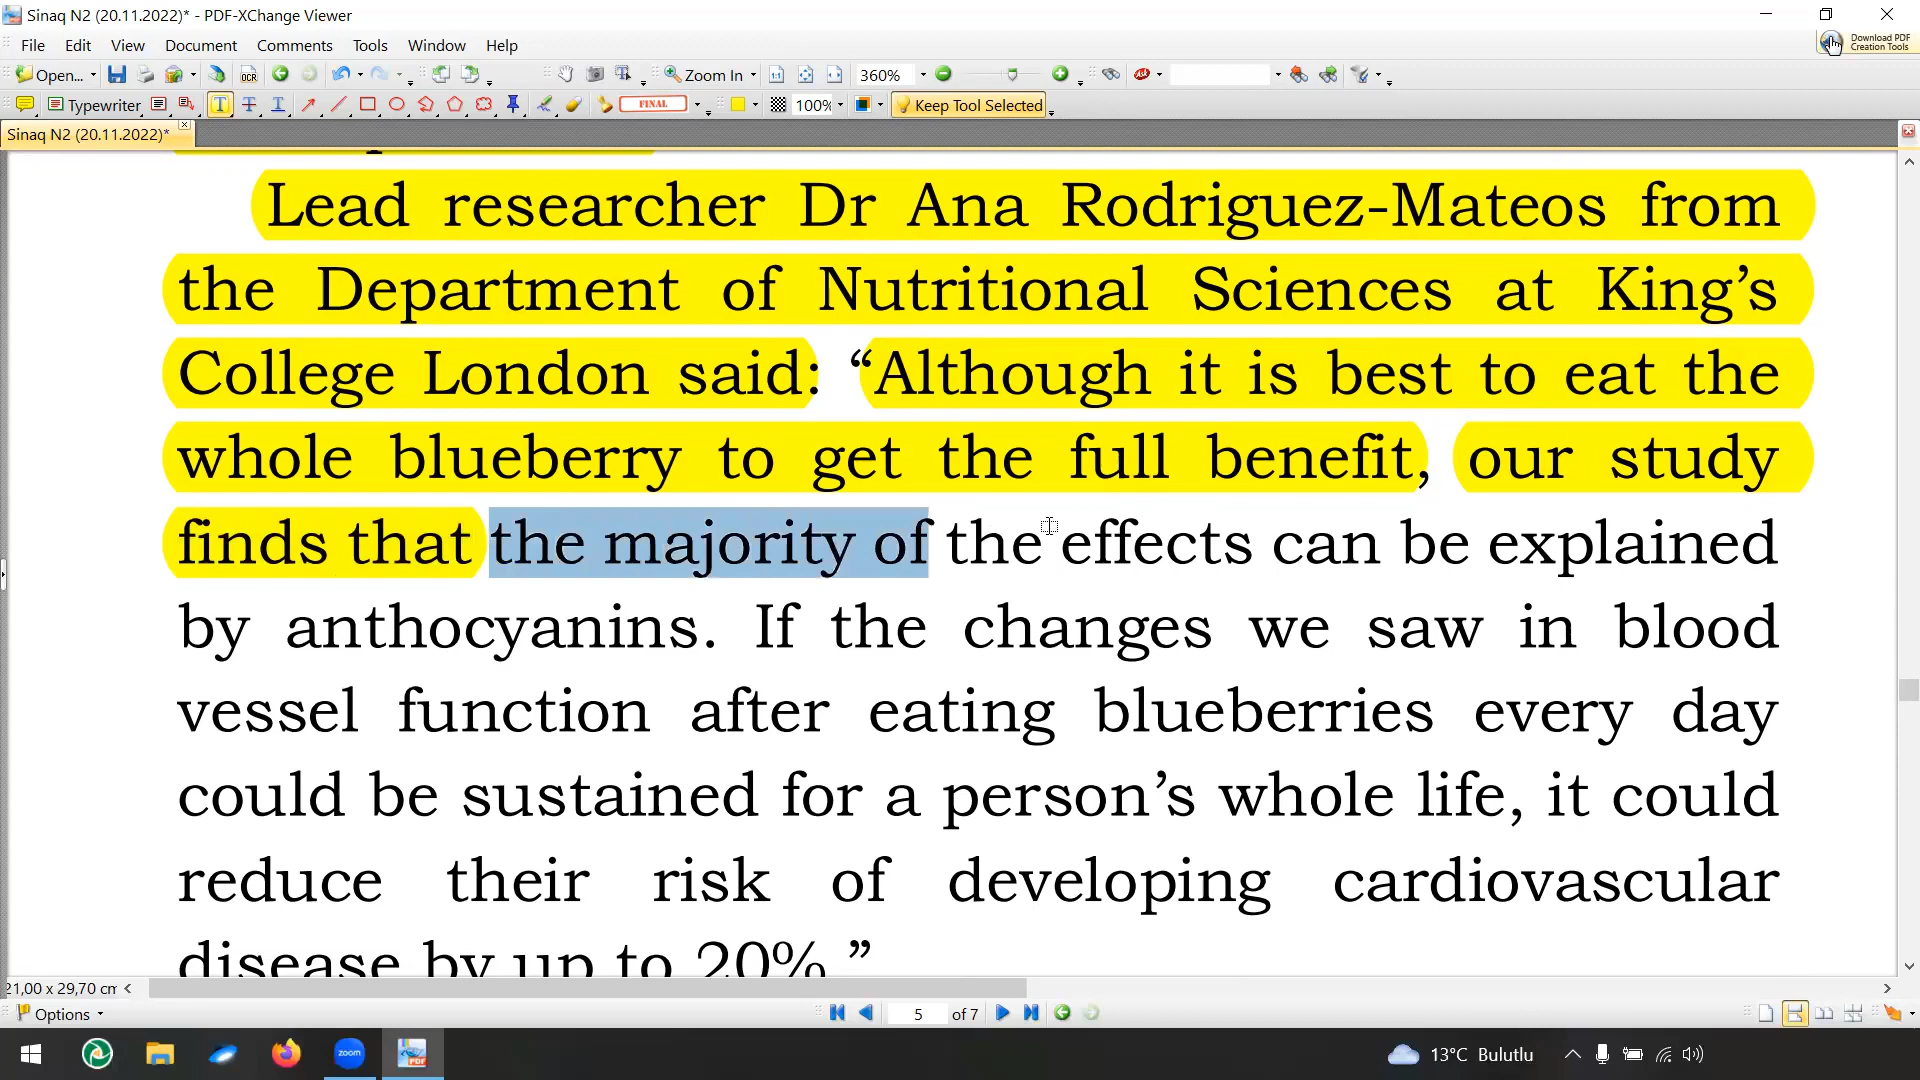 Sinaq N2 (20.11.2022)* - PDF-XChange Viewer
File Edit View Document Comments Tools Window Help
Download PDF
Creation Tools
Open... OCR Zoom In 1:1 360%
Typewriter T T T FINAL 100% Keep Tool Selected
Sinaq N2 (20.11.2022)*
Lead researcher Dr Ana Rodriguez-Mateos from
the Department of Nutritional Sciences at King’s
College London said: “Although it is best to eat the
whole blueberry to get the full benefit, our study
finds that the majority of the effects can be explained
by anthocyanins. If the changes we saw in blood
vessel function after eating blueberries every day
could be sustained for a person’s whole life, it could
reduce their risk of developing cardiovascular
disease by up to 20%.”
21,00 x 29,70 cm
Options 5 of 7
zoom PDF 13°C Bulutlu